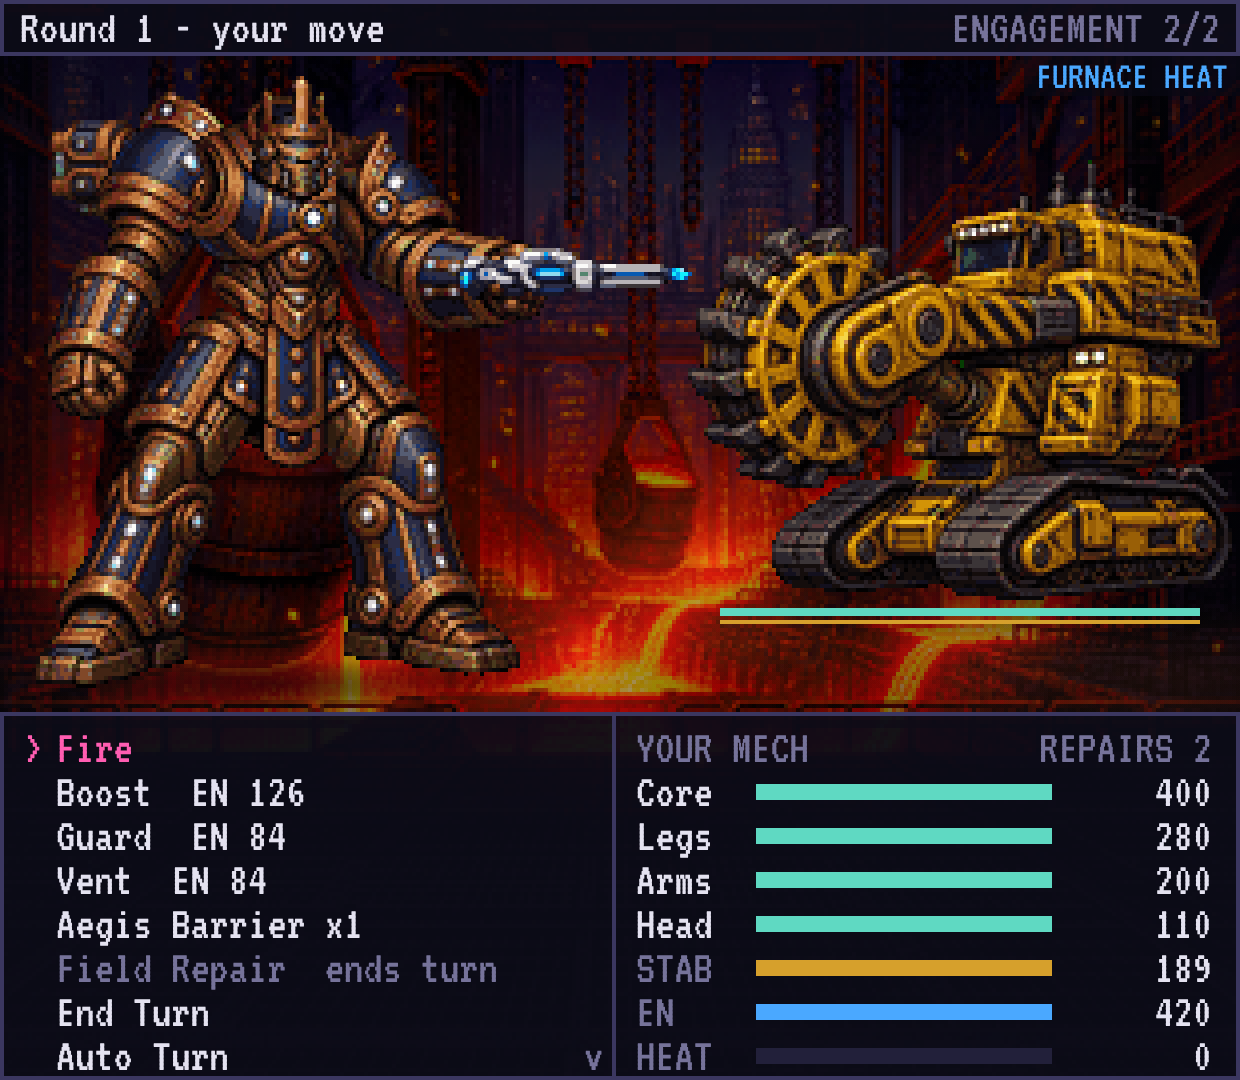 Round 1 - your move
ENGAGEMENT 2/2
FURNACE HEAT
> Fire
Boost EN 126
Guard EN 84
Vent EN 84
Aegis Barrier x1
Field Repair ends turn
End Turn
Auto Turn v
YOUR MECH REPAIRS 2
Core 400
Legs 280
Arms 200
Head 110
STAB 189
EN 420
HEAT 0